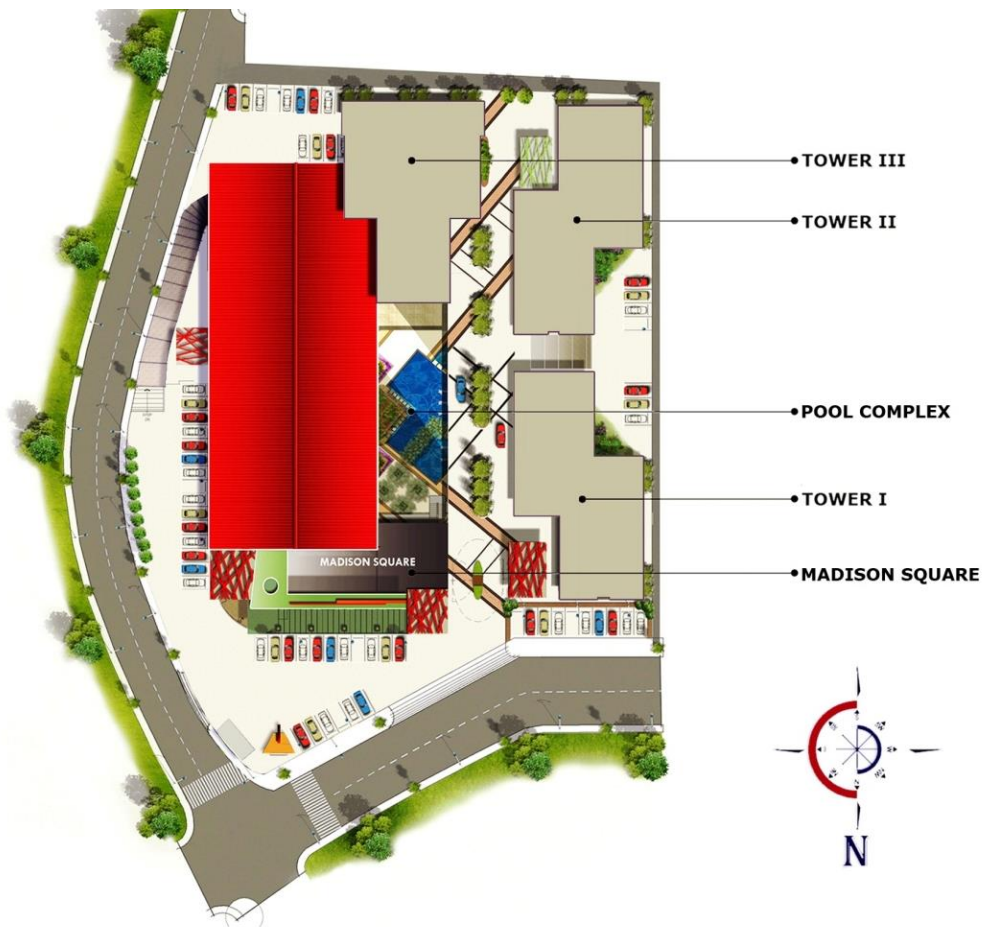 TOWER III
TOWER II
POOL COMPLEX
TOWER I
MADISON SQUARE
MADISON SQUARE
N